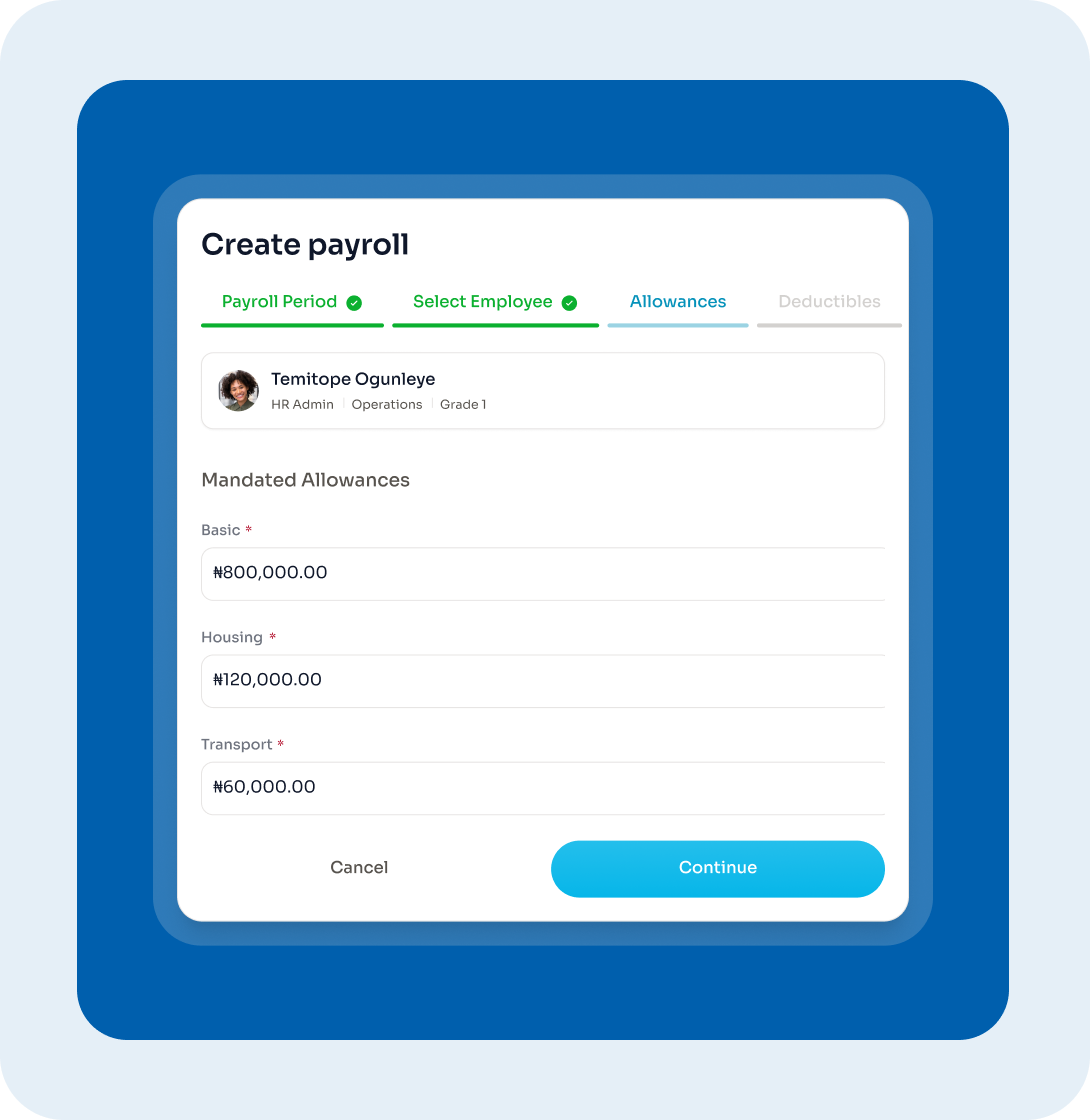 Create payroll
Payroll Period Select Employee Allowances Deductibles
Temitope Ogunleye
HR Admin Operations Grade 1
Mandated Allowances
Basic *
₦800,000.00
Housing *
₦120,000.00
Transport *
₦60,000.00
Cancel Continue